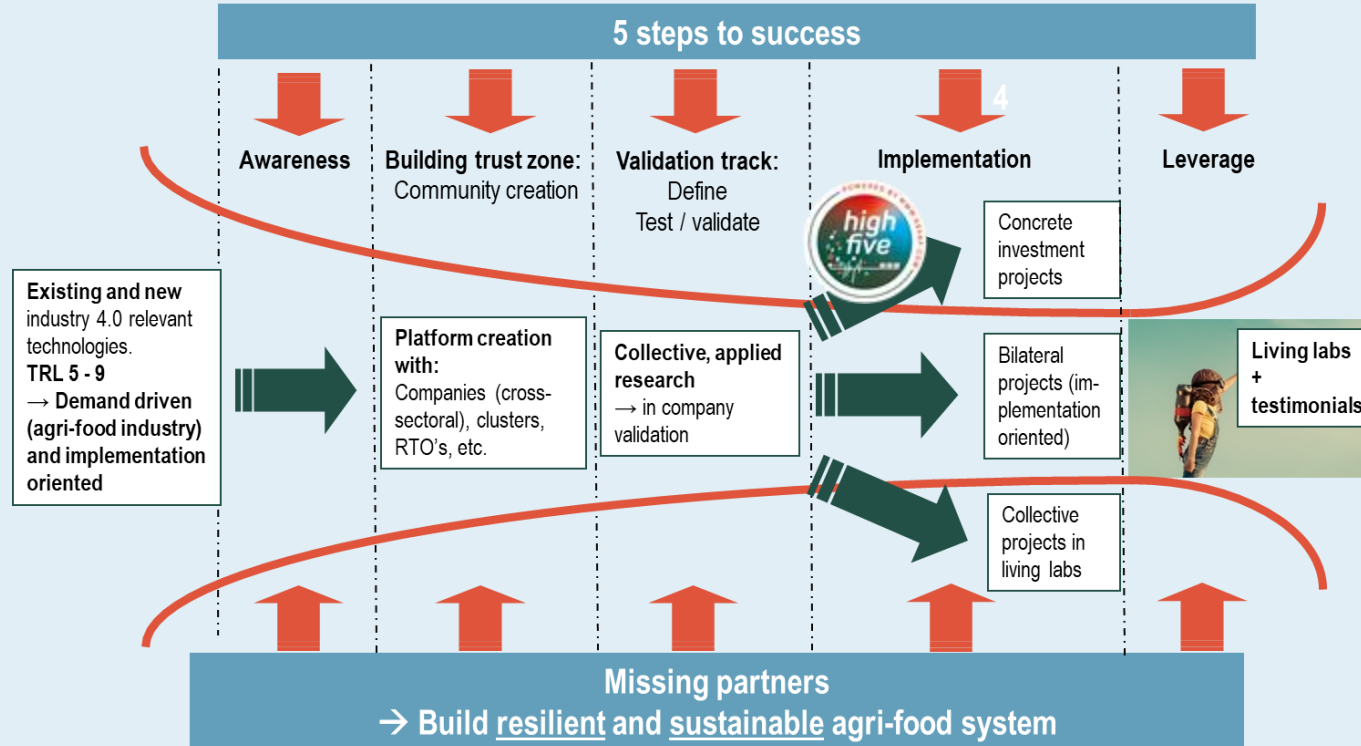 5 steps to success
4
Awareness
Building trust zone:
Community creation
Validation track:
Define
Test / validate
Implementation
Leverage
POWERED BY WWW.
high
five
Existing and new
industry 4.0 relevant
technologies.
TRL 5 - 9
→ Demand driven
(agri-food industry)
and implementation
oriented
Platform creation
with:
Companies (cross-
sectoral), clusters,
RTO's, etc.
Collective, applied
research
→ in company
validation
Concrete
investment
projects
Bilateral
projects (im-
plementation
oriented)
Collective
projects in
living labs
Living labs
+
testimonials
Missing partners
→ Build resilient and sustainable agri-food system